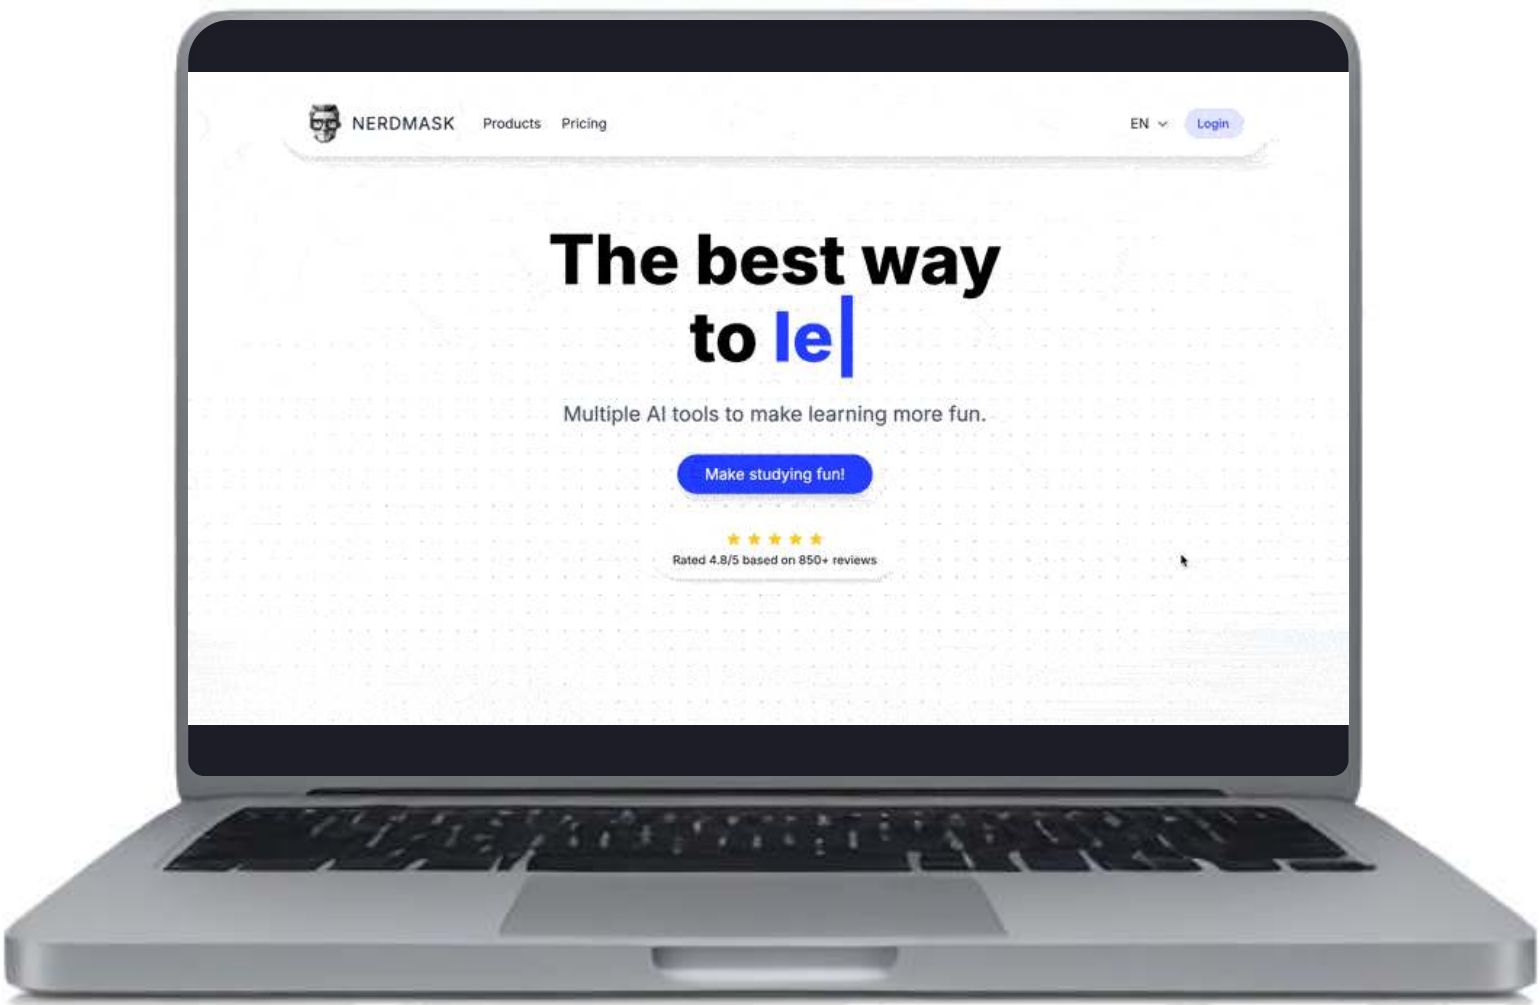 NERDMASK Products Pricing EN Login
The best way
to le
Multiple AI tools to make learning more fun.
Make studying fun!
Rated 4.8/5 based on 850+ reviews